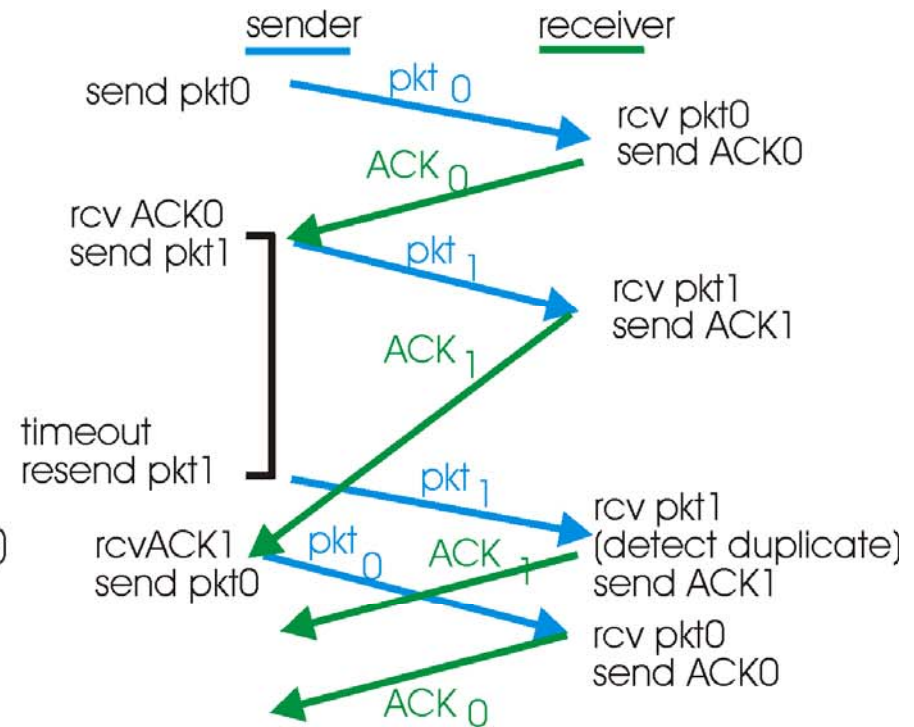 sender
receiver
send pkt0
pkt 0
rcv pkt0
send ACK0
ACK 0
rcv ACK0
send pkt1
pkt 1
rcv pkt1
send ACK1
ACK 1
timeout
resend pkt1
pkt 1
rcv pkt1
(detect duplicate)
send ACK1
rcvACK1
send pkt0
pkt 0
ACK 1
rcv pkt0
send ACK0
ACK 0